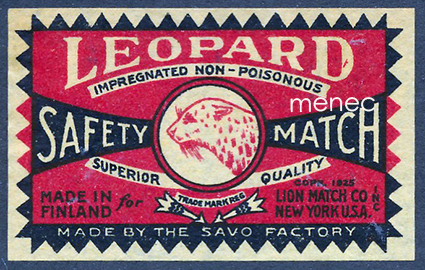 LEOPARD
IMPREGNATED NON-POISONOUS
menec
SAFETY MATCH
SUPERIOR QUALITY
MADE IN FINLAND for
TRADE MARK REG.
COPR. 1925
LION MATCH CO INC
NEW YORK U.S.A.
MADE BY THE SAVO FACTORY